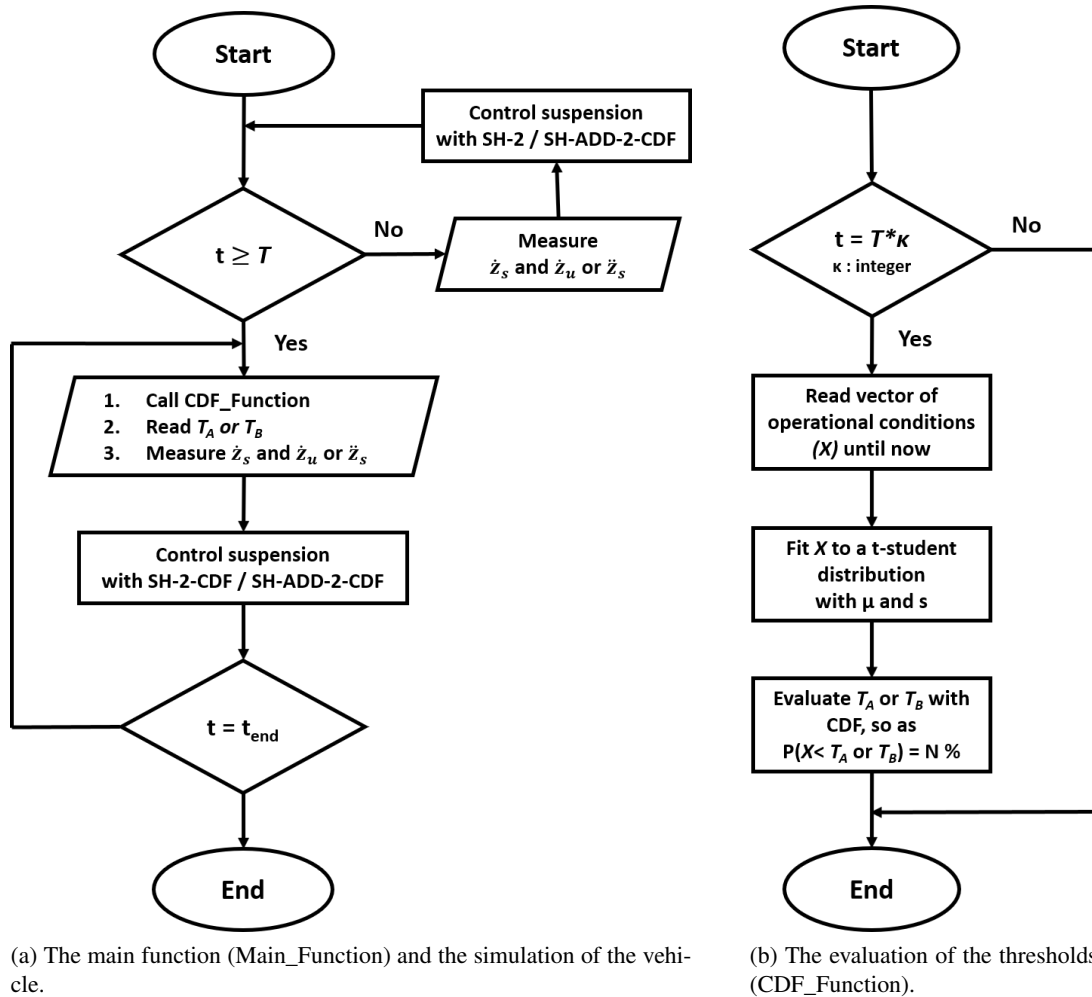 Start
Control suspension
with SH-2 / SH-ADD-2-CDF
t ≥ T
No
Measure
ż_s and ż_u or z̈_s
Yes
1. Call CDF_Function
2. Read T_A or T_B
3. Measure ż_s and ż_u or z̈_s
Control suspension
with SH-2-CDF / SH-ADD-2-CDF
t = t_end
End
(a) The main function (Main_Function) and the simulation of the vehi-
cle.
Start
t = T*κ
κ : integer
No
Yes
Read vector of
operational conditions
(X) until now
Fit X to a t-student
distribution
with μ and s
Evaluate T_A or T_B with
CDF, so as
P(X< T_A or T_B) = N %
End
(b) The evaluation of the thresholds
(CDF_Function).